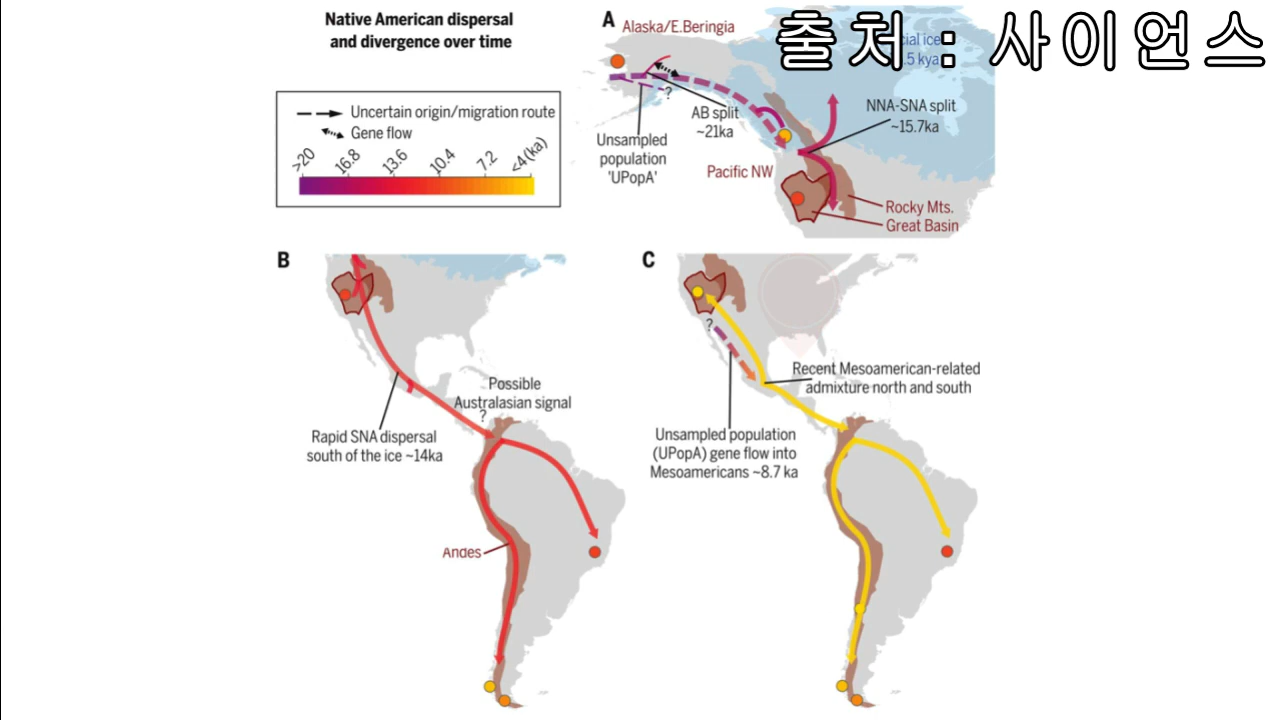 Native American dispersal
and divergence over time
Uncertain origin/migration route
Gene flow
>20 16.8 13.6 10.4 7.2 <4 (ka)
A
Alaska/E.Beringia
출처 : 사이언스
cial ice
.5 kya
?
AB split
~21ka
NNA-SNA split
~15.7ka
Unsampled
population
'UPopA'
Pacific NW
Rocky Mts.
Great Basin
B
Possible
Australasian signal
?
Rapid SNA dispersal
south of the ice ~14ka
Andes
C
?
Recent Mesoamerican-related
admixture north and south
Unsampled population
(UPopA) gene flow into
Mesoamericans ~8.7 ka